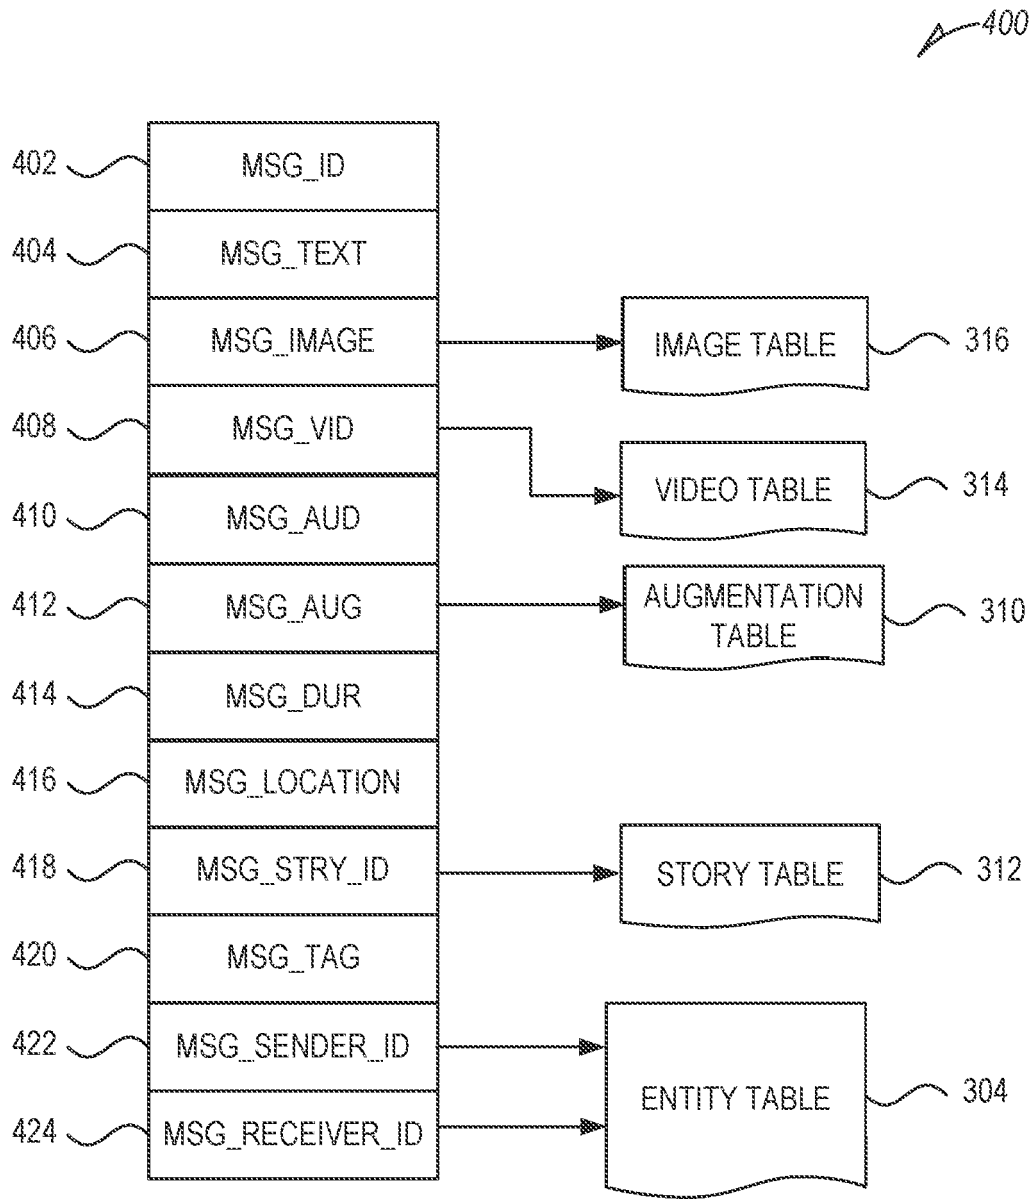 400
402 MSG_ID
404 MSG_TEXT
406 MSG_IMAGE IMAGE TABLE 316
408 MSG_VID VIDEO TABLE 314
410 MSG_AUD
412 MSG_AUG AUGMENTATION TABLE 310
414 MSG_DUR
416 MSG_LOCATION
418 MSG_STRY_ID STORY TABLE 312
420 MSG_TAG
422 MSG_SENDER_ID
ENTITY TABLE 304
424 MSG_RECEIVER_ID